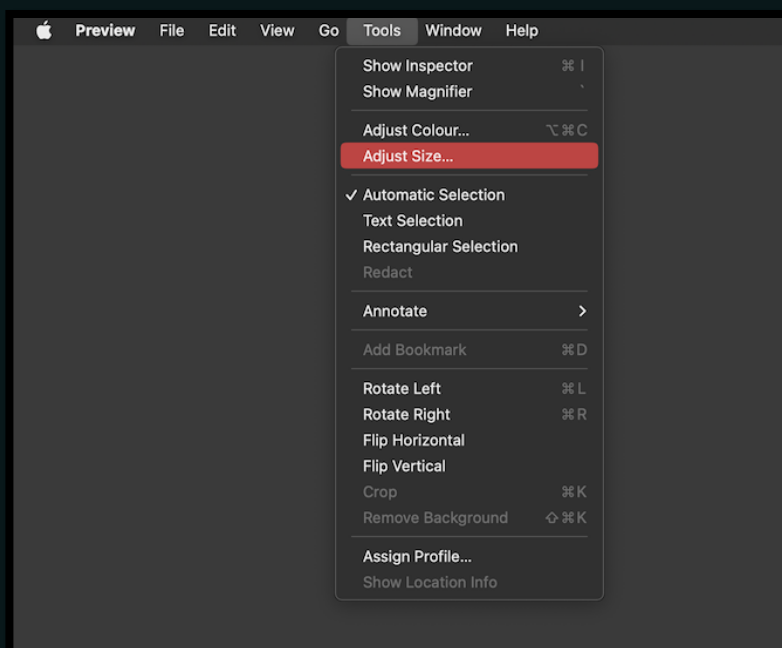 Preview File Edit View Go Tools Window Help
Show Inspector ⌘ I
Show Magnifier `
Adjust Colour... ⌥⌘C
Adjust Size...
✓ Automatic Selection
Text Selection
Rectangular Selection
Redact
Annotate >
Add Bookmark ⌘D
Rotate Left ⌘L
Rotate Right ⌘R
Flip Horizontal
Flip Vertical
Crop ⌘K
Remove Background ⇧⌘K
Assign Profile...
Show Location Info